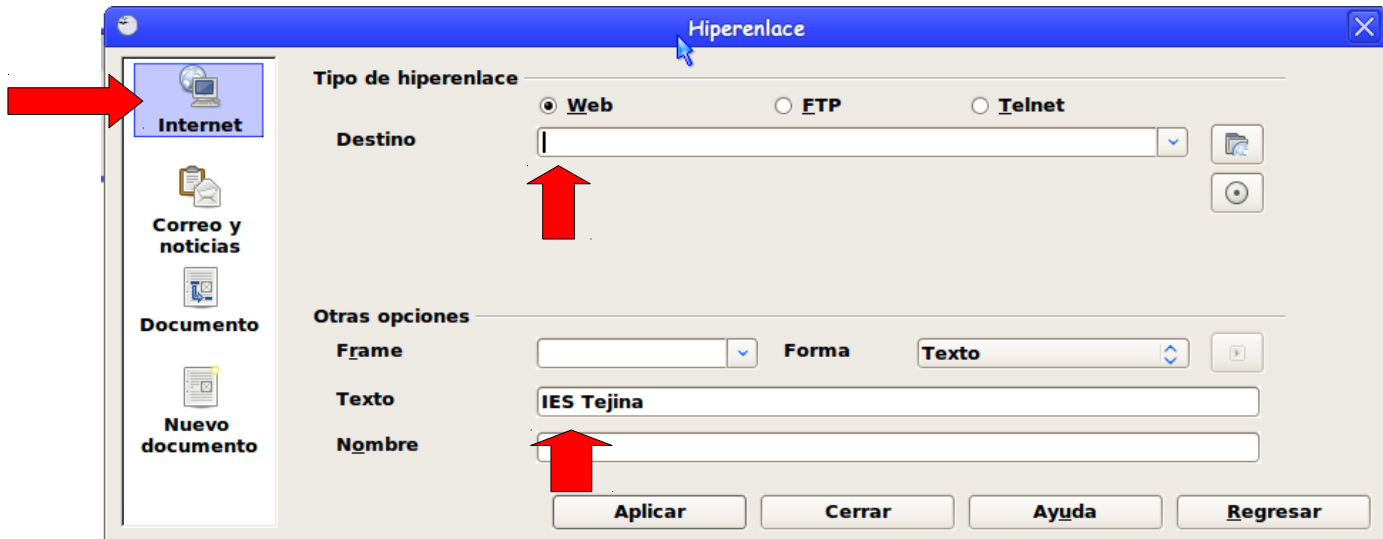 Hiperenlace
Internet
Correo y
noticias
Documento
Nuevo
documento
Tipo de hiperenlace
Web FTP Telnet
Destino
Otras opciones
Frame Forma Texto
Texto IES Tejina
Nombre
Aplicar Cerrar Ayuda Regresar